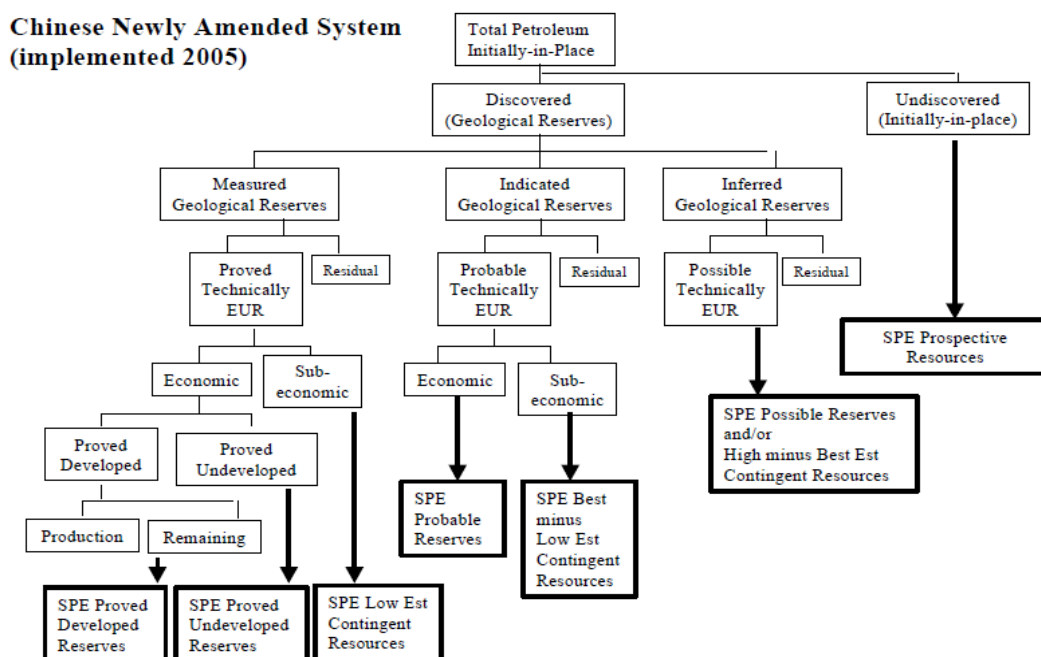 Chinese Newly Amended System
(implemented 2005)
Total Petroleum
Initially-in-Place
Discovered
(Geological Reserves)
Undiscovered
(Initially-in-place)
Measured
Geological Reserves
Indicated
Geological Reserves
Inferred
Geological Reserves
Proved
Technically
EUR
Residual
Probable
Technically
EUR
Residual
Possible
Technically
EUR
Residual
SPE Prospective
Resources
Economic
Sub-
economic
Economic
Sub-
economic
SPE Possible Reserves
and/or
High minus Best Est
Contingent Resources
Proved
Developed
Proved
Undeveloped
SPE
Probable
Reserves
SPE Best
minus
Low Est
Contingent
Resources
Production
Remaining
SPE Proved
Developed
Reserves
SPE Proved
Undeveloped
Reserves
SPE Low Est
Contingent
Resources